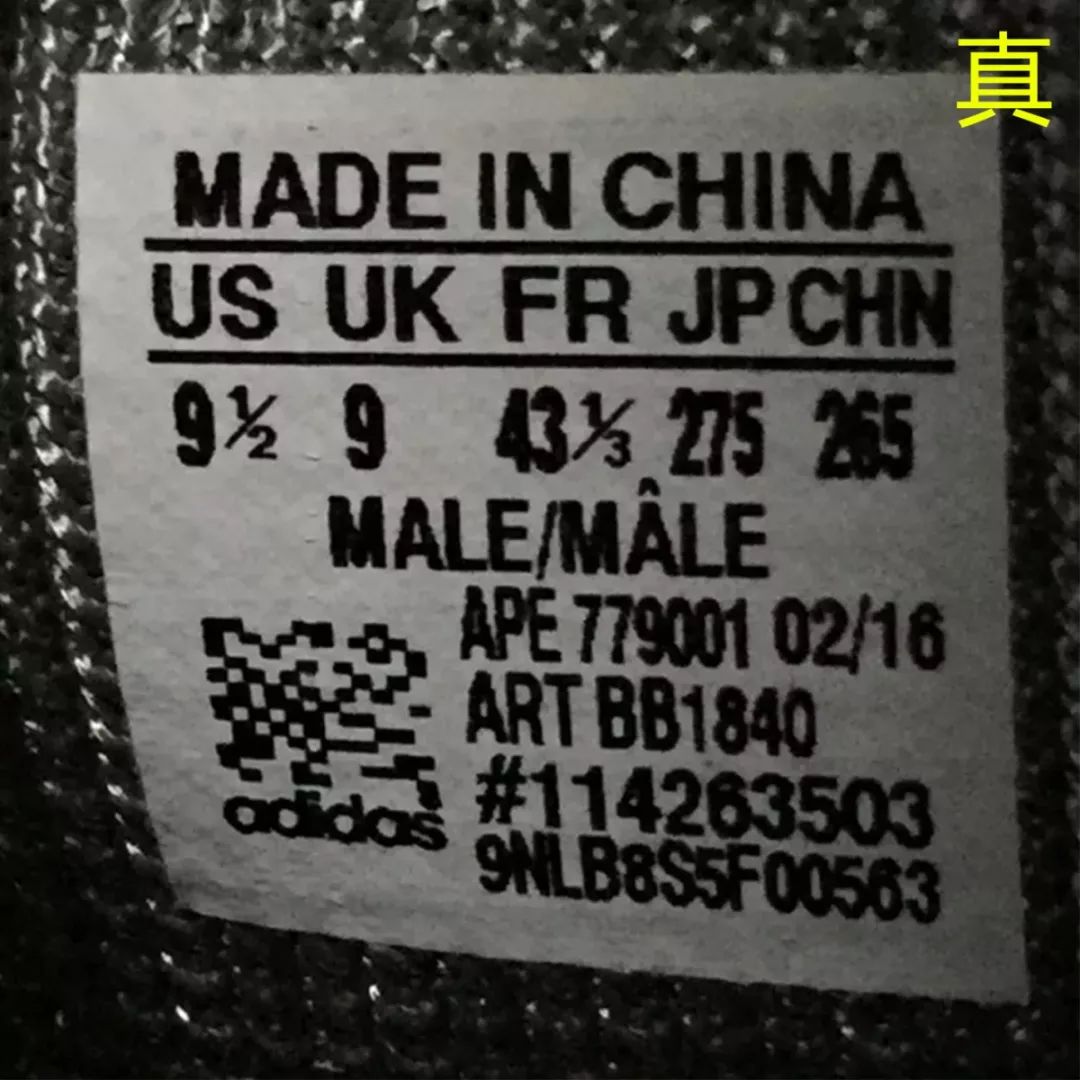 真
MADE IN CHINA
US UK FR JP CHN
9½ 9 43⅓ 275 265
MALE/MÂLE
APE 779001 02/16
ART BB1840
#114263503
adidas
9NLB8S5F00563